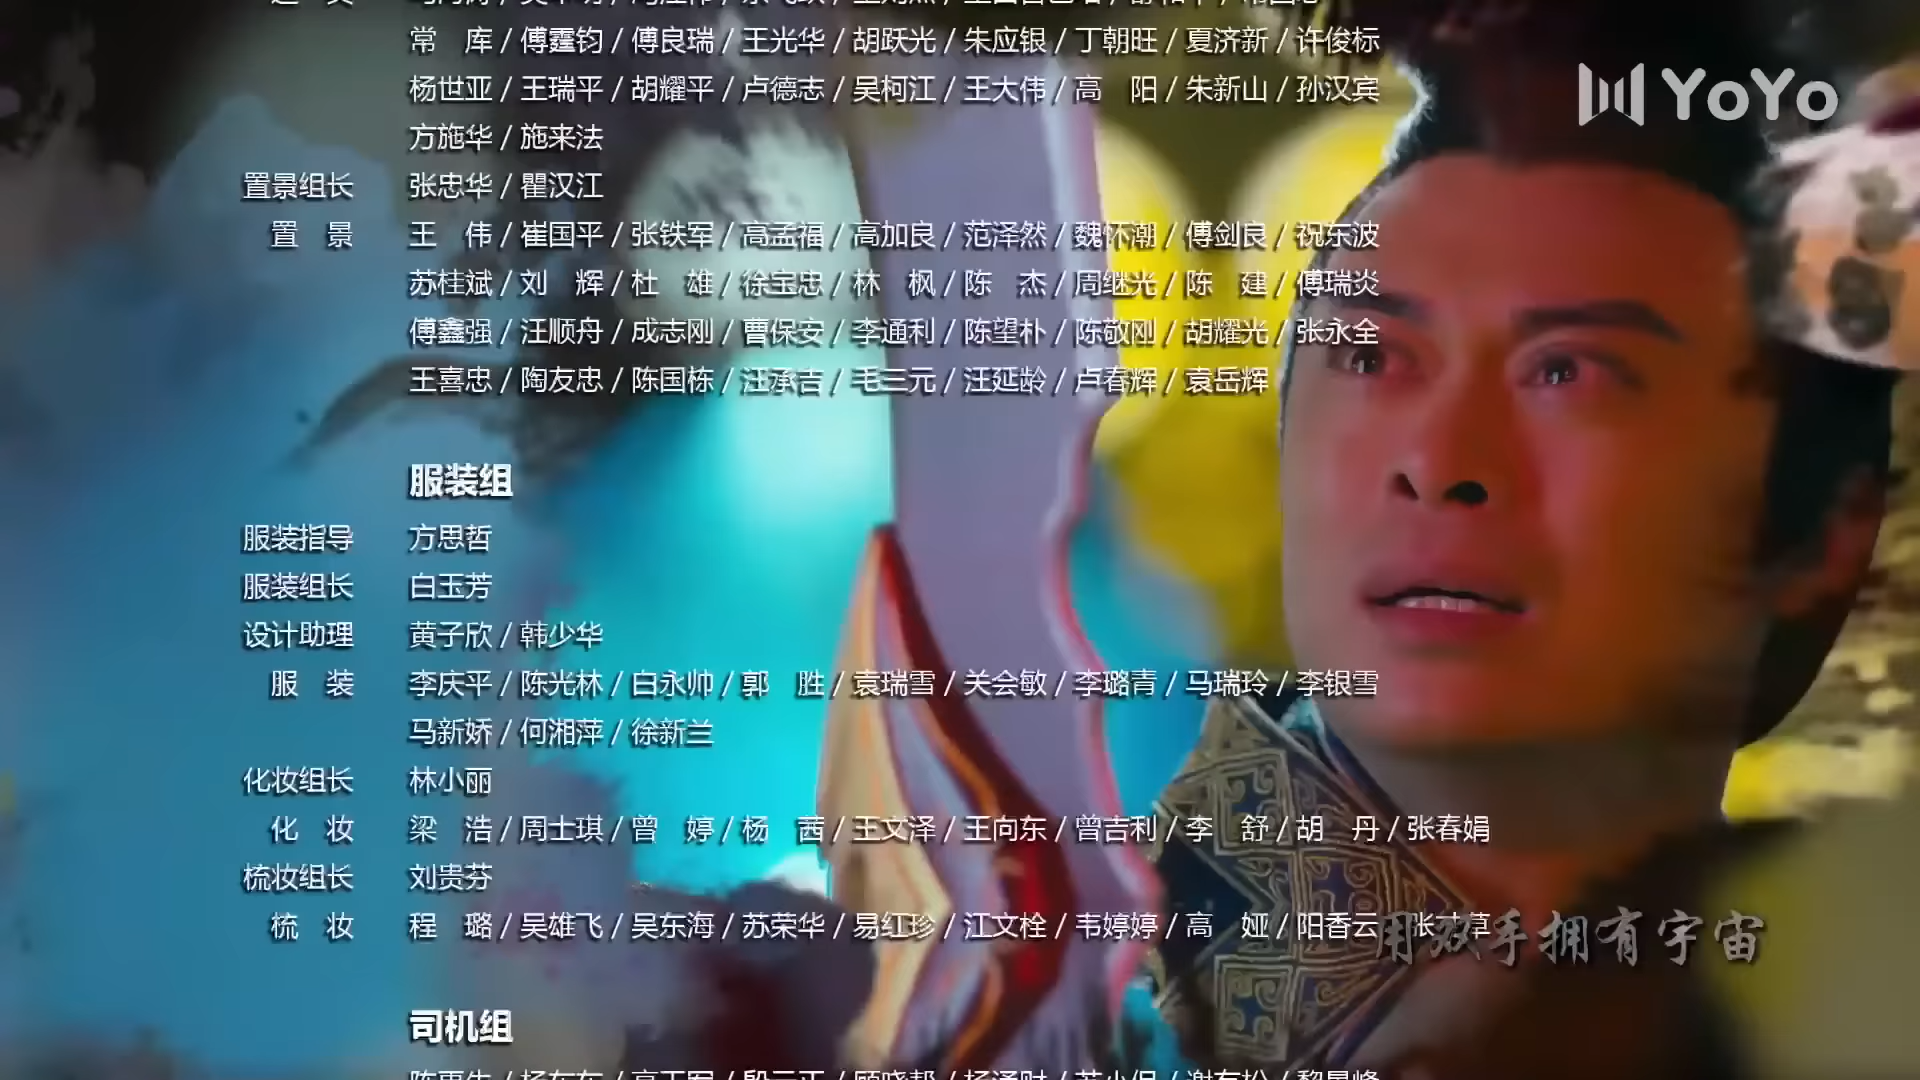 常 库 / 傅霆钧 / 傅良瑞 / 王光华 / 胡跃光 / 朱应银 / 丁朝旺 / 夏济新 / 许俊标
YoYo
杨世亚 / 王瑞平 / 胡耀平 / 卢德志 / 吴柯江 / 王大伟 / 高 阳 / 朱新山 / 孙汉宾
方施华 / 施来法
置景组长 张忠华 / 瞿汉江
置 景 王 伟 / 崔国平 / 张铁军 / 高孟福 / 高加良 / 范泽然 / 魏怀潮 / 傅剑良 / 祝东波
苏桂斌 / 刘 辉 / 杜 雄 / 徐宝忠 / 林 枫 / 陈 杰 / 周继光 / 陈 建 / 傅瑞炎
傅鑫强 / 汪顺舟 / 成志刚 / 曹保安 / 李通利 / 陈望朴 / 陈敬刚 / 胡耀光 / 张永全
王喜忠 / 陶友忠 / 陈国栋 / 汪承吉 / 毛三元 / 汪延龄 / 卢春辉 / 袁岳辉
服装组
服装指导 方思哲
服装组长 白玉芳
设计助理 黄子欣 / 韩少华
服 装 李庆平 / 陈光林 / 白永帅 / 郭 胜 / 袁瑞雪 / 关会敏 / 李璐青 / 马瑞玲 / 李银雪
马新娇 / 何湘萍 / 徐新兰
化妆组长 林小丽
化 妆 梁 浩 / 周士琪 / 曾 婷 / 杨 茜 / 王文泽 / 王向东 / 曾吉利 / 李 舒 / 胡 丹 / 张春娟
梳妆组长 刘贵芬
梳 妆 程 璐 / 吴雄飞 / 吴东海 / 苏荣华 / 易红珍 / 江文栓 / 韦婷婷 / 高 娅 / 阳香云
用双手拥有宇宙
司机组